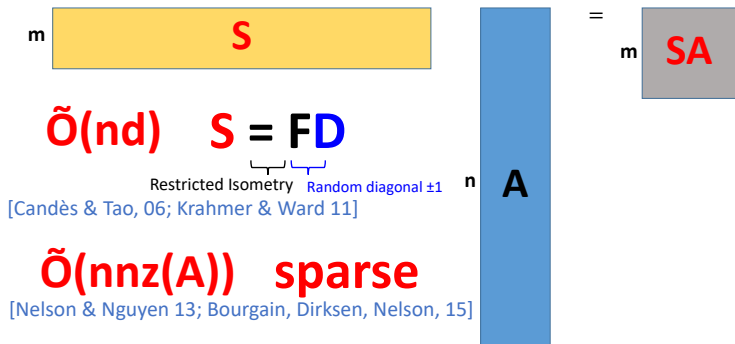 m S = m SA
Õ(nd) S = FD
Restricted Isometry Random diagonal ±1 n A
[Candès & Tao, 06; Krahmer & Ward 11]
Õ(nnz(A)) sparse
[Nelson & Nguyen 13; Bourgain, Dirksen, Nelson, 15]